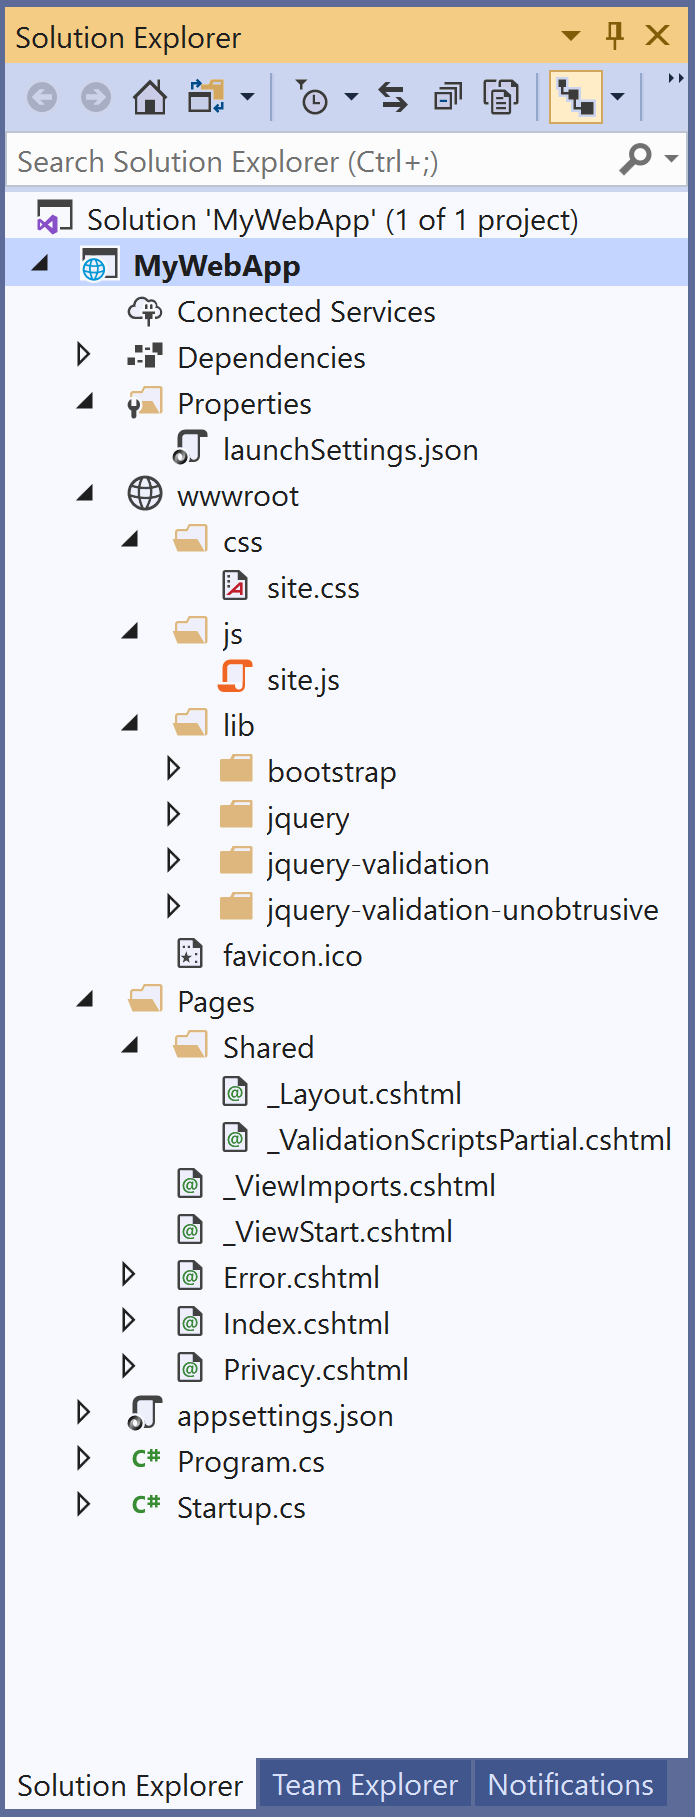 Solution Explorer
Search Solution Explorer (Ctrl+;)
Solution 'MyWebApp' (1 of 1 project)
MyWebApp
Connected Services
Dependencies
Properties
launchSettings.json
wwwroot
css
site.css
js
site.js
lib
bootstrap
jquery
jquery-validation
jquery-validation-unobtrusive
favicon.ico
Pages
Shared
_Layout.cshtml
_ValidationScriptsPartial.cshtml
_ViewImports.cshtml
_ViewStart.cshtml
Error.cshtml
Index.cshtml
Privacy.cshtml
appsettings.json
C# Program.cs
C# Startup.cs
Solution Explorer Team Explorer Notifications